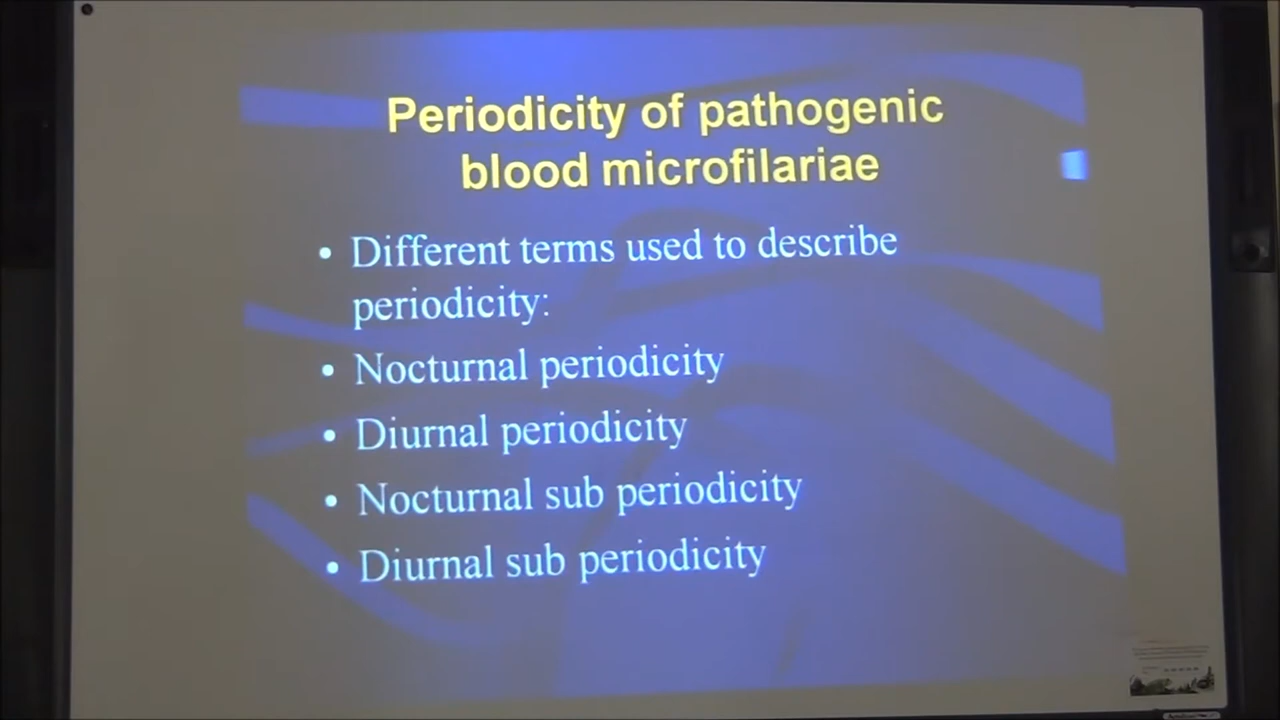 Periodicity of pathogenic
blood microfilariae
• Different terms used to describe
periodicity:
• Nocturnal periodicity
• Diurnal periodicity
• Nocturnal sub periodicity
• Diurnal sub periodicity